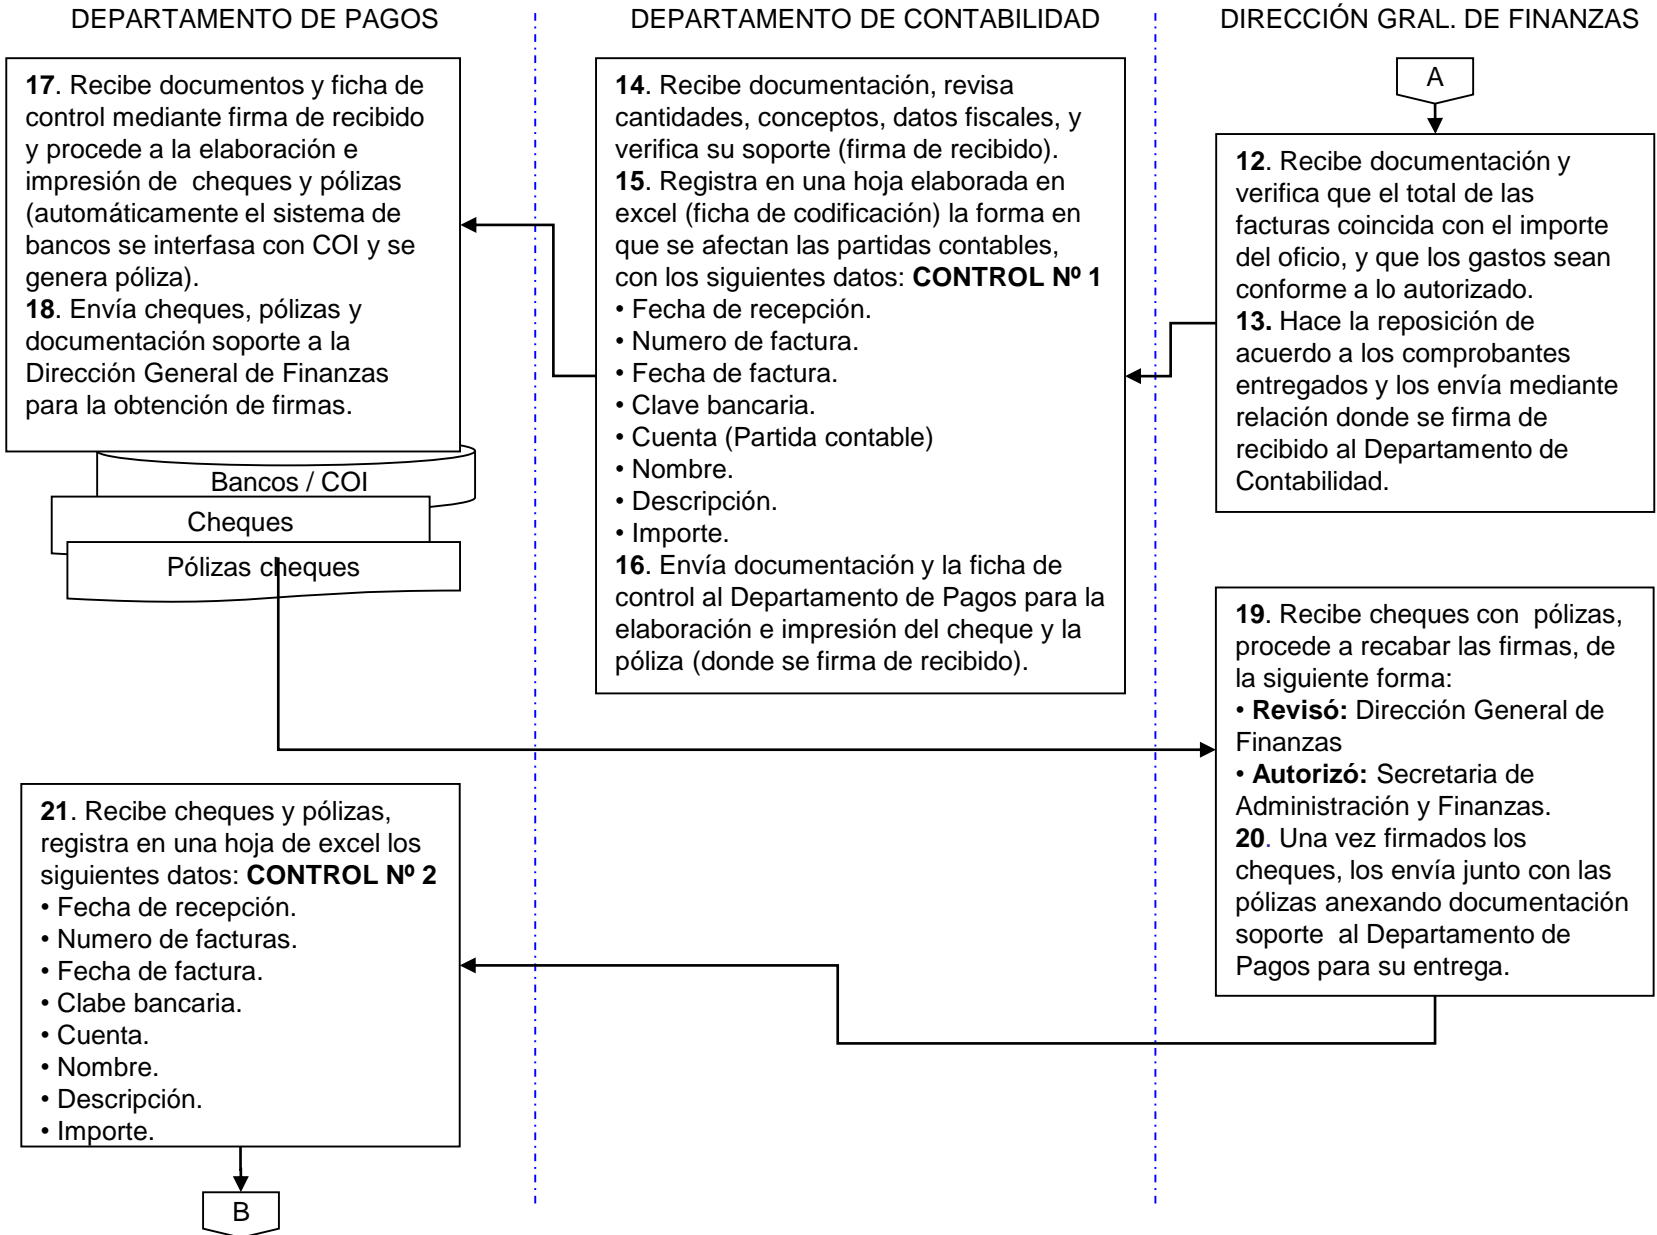 DEPARTAMENTO DE PAGOS
DEPARTAMENTO DE CONTABILIDAD
DIRECCIÓN GRAL. DE FINANZAS
17. Recibe documentos y ficha de
control mediante firma de recibido
y procede a la elaboración e
impresión de cheques y pólizas
(automáticamente el sistema de
bancos se interfasa con COI y se
genera póliza).
18. Envía cheques, pólizas y
documentación soporte a la
Dirección General de Finanzas
para la obtención de firmas.
Bancos / COI
Cheques
Pólizas cheques
14. Recibe documentación, revisa
cantidades, conceptos, datos fiscales, y
verifica su soporte (firma de recibido).
15. Registra en una hoja elaborada en
excel (ficha de codificación) la forma en
que se afectan las partidas contables,
con los siguientes datos: CONTROL Nº 1
• Fecha de recepción.
• Numero de factura.
• Fecha de factura.
• Clave bancaria.
• Cuenta (Partida contable)
• Nombre.
• Descripción.
• Importe.
16. Envía documentación y la ficha de
control al Departamento de Pagos para la
elaboración e impresión del cheque y la
póliza (donde se firma de recibido).
A
12. Recibe documentación y
verifica que el total de las
facturas coincida con el importe
del oficio, y que los gastos sean
conforme a lo autorizado.
13. Hace la reposición de
acuerdo a los comprobantes
entregados y los envía mediante
relación donde se firma de
recibido al Departamento de
Contabilidad.
19. Recibe cheques con pólizas,
procede a recabar las firmas, de
la siguiente forma:
• Revisó: Dirección General de
Finanzas
• Autorizó: Secretaria de
Administración y Finanzas.
20. Una vez firmados los
cheques, los envía junto con las
pólizas anexando documentación
soporte al Departamento de
Pagos para su entrega.
21. Recibe cheques y pólizas,
registra en una hoja de excel los
siguientes datos: CONTROL Nº 2
• Fecha de recepción.
• Numero de facturas.
• Fecha de factura.
• Clabe bancaria.
• Cuenta.
• Nombre.
• Descripción.
• Importe.
B